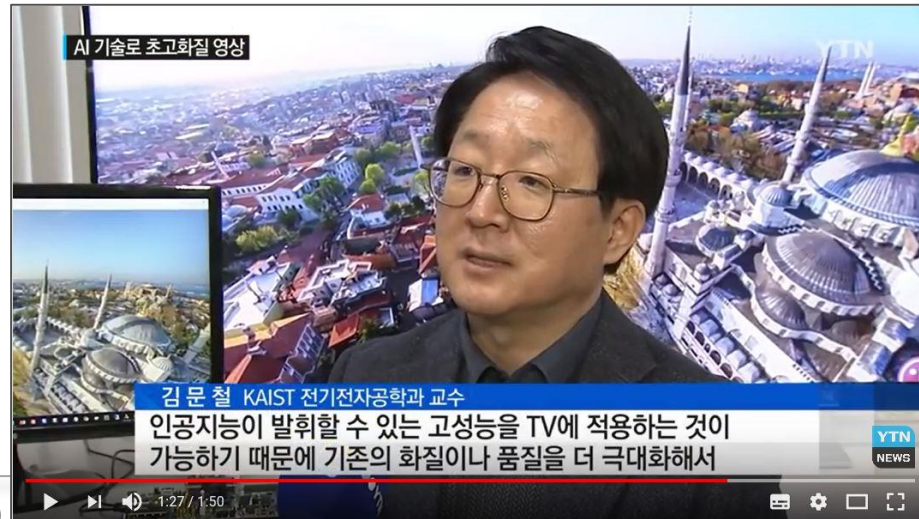 AI 기술로 초고화질 영상
YTN
김문철 KAIST 전기전자공학과 교수
인공지능이 발휘할 수 있는 고성능을 TV에 적용하는 것이
가능하기 때문에 기존의 화질이나 품질을 더 극대화해서
YTN
NEWS
1:27 / 1:50